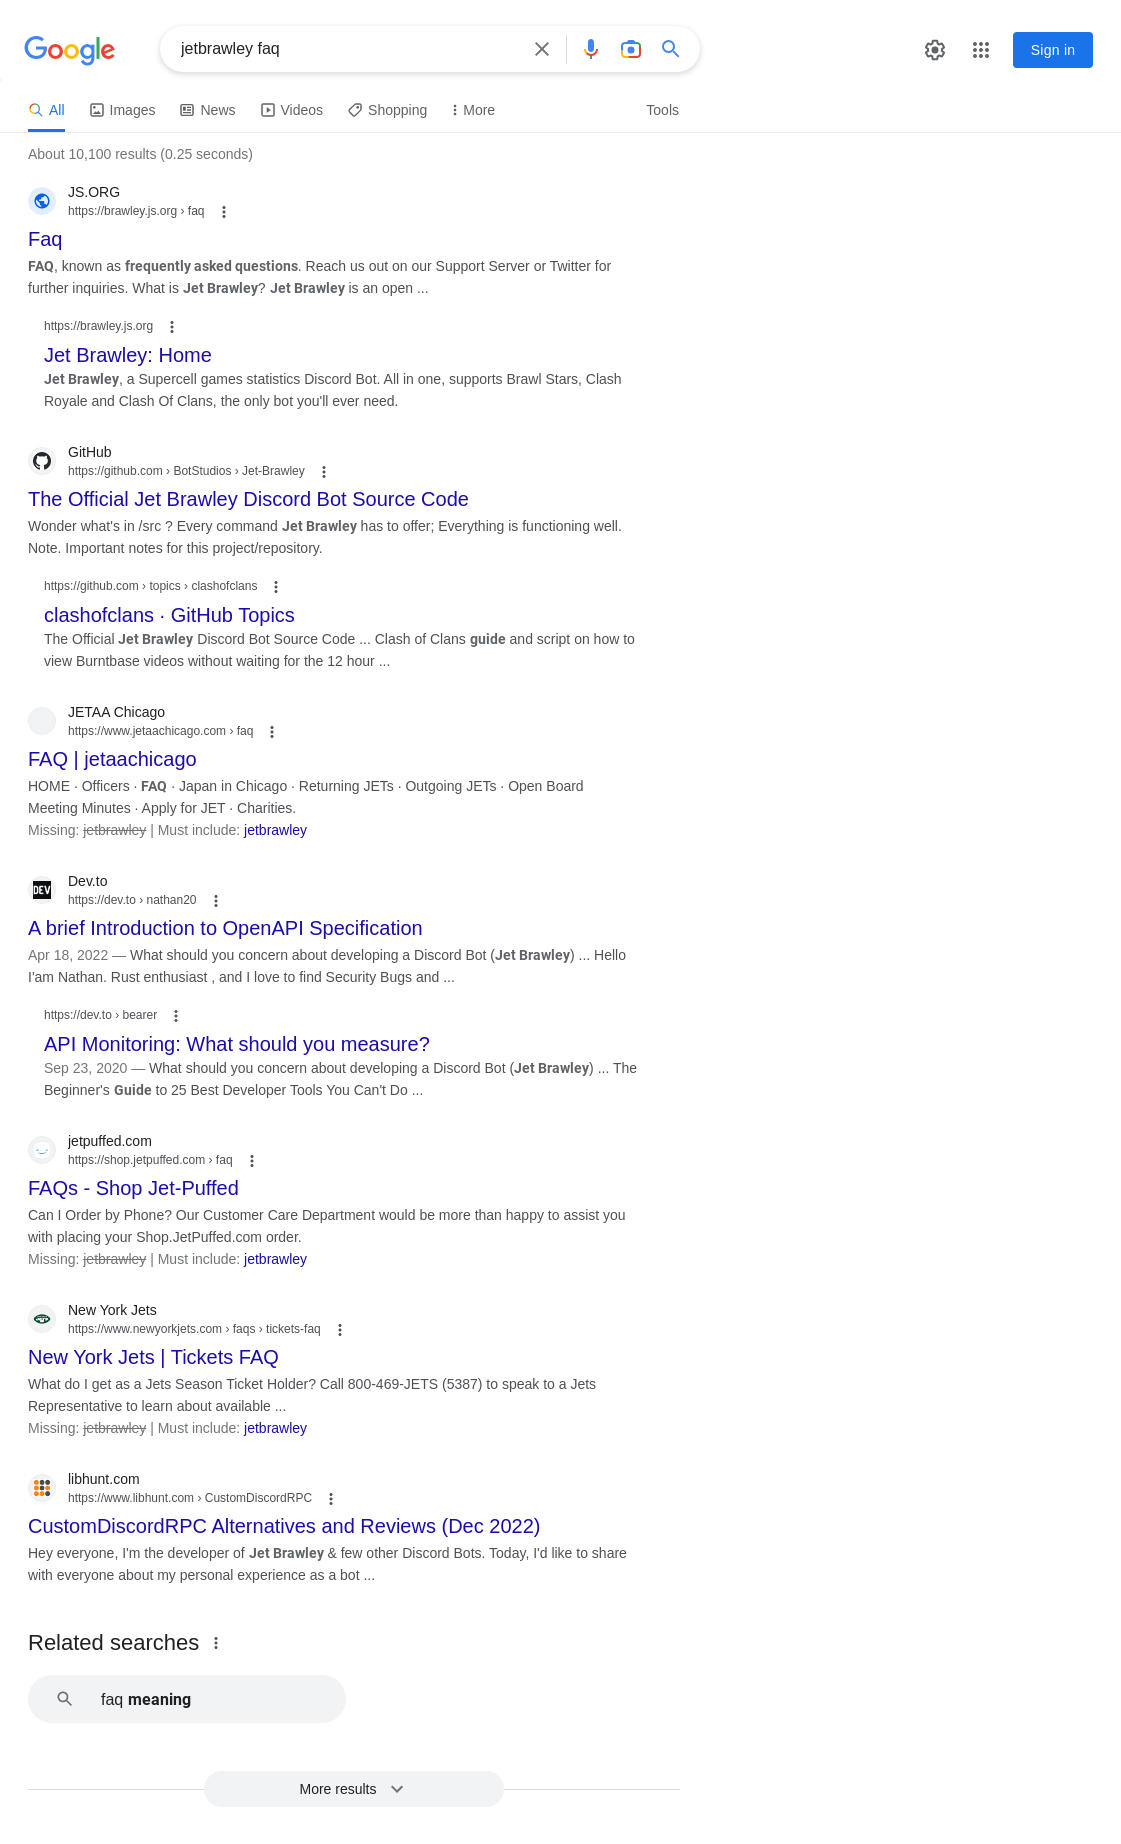 Google
jetbrawley faq
Sign in
All Images News Videos Shopping More Tools
About 10,100 results (0.25 seconds)
JS.ORG
https://brawley.js.org › faq
Faq
FAQ, known as frequently asked questions. Reach us out on our Support Server or Twitter for
further inquiries. What is Jet Brawley? Jet Brawley is an open ...
https://brawley.js.org
Jet Brawley: Home
Jet Brawley, a Supercell games statistics Discord Bot. All in one, supports Brawl Stars, Clash
Royale and Clash Of Clans, the only bot you'll ever need.
GitHub
https://github.com › BotStudios › Jet-Brawley
The Official Jet Brawley Discord Bot Source Code
Wonder what's in /src ? Every command Jet Brawley has to offer; Everything is functioning well.
Note. Important notes for this project/repository.
https://github.com › topics › clashofclans
clashofclans · GitHub Topics
The Official Jet Brawley Discord Bot Source Code ... Clash of Clans guide and script on how to
view Burntbase videos without waiting for the 12 hour ...
JETAA Chicago
https://www.jetaachicago.com › faq
FAQ | jetaachicago
HOME · Officers · FAQ · Japan in Chicago · Returning JETs · Outgoing JETs · Open Board
Meeting Minutes · Apply for JET · Charities.
Missing: jetbrawley | Must include: jetbrawley
DEV
Dev.to
https://dev.to › nathan20
A brief Introduction to OpenAPI Specification
Apr 18, 2022 — What should you concern about developing a Discord Bot (Jet Brawley) ... Hello
I'am Nathan. Rust enthusiast , and I love to find Security Bugs and ...
https://dev.to › bearer
API Monitoring: What should you measure?
Sep 23, 2020 — What should you concern about developing a Discord Bot (Jet Brawley) ... The
Beginner's Guide to 25 Best Developer Tools You Can't Do ...
jetpuffed.com
https://shop.jetpuffed.com › faq
FAQs - Shop Jet-Puffed
Can I Order by Phone? Our Customer Care Department would be more than happy to assist you
with placing your Shop.JetPuffed.com order.
Missing: jetbrawley | Must include: jetbrawley
New York Jets
https://www.newyorkjets.com › faqs › tickets-faq
New York Jets | Tickets FAQ
What do I get as a Jets Season Ticket Holder? Call 800-469-JETS (5387) to speak to a Jets
Representative to learn about available ...
Missing: jetbrawley | Must include: jetbrawley
libhunt.com
https://www.libhunt.com › CustomDiscordRPC
CustomDiscordRPC Alternatives and Reviews (Dec 2022)
Hey everyone, I'm the developer of Jet Brawley & few other Discord Bots. Today, I'd like to share
with everyone about my personal experience as a bot ...
Related searches
faq meaning
More results